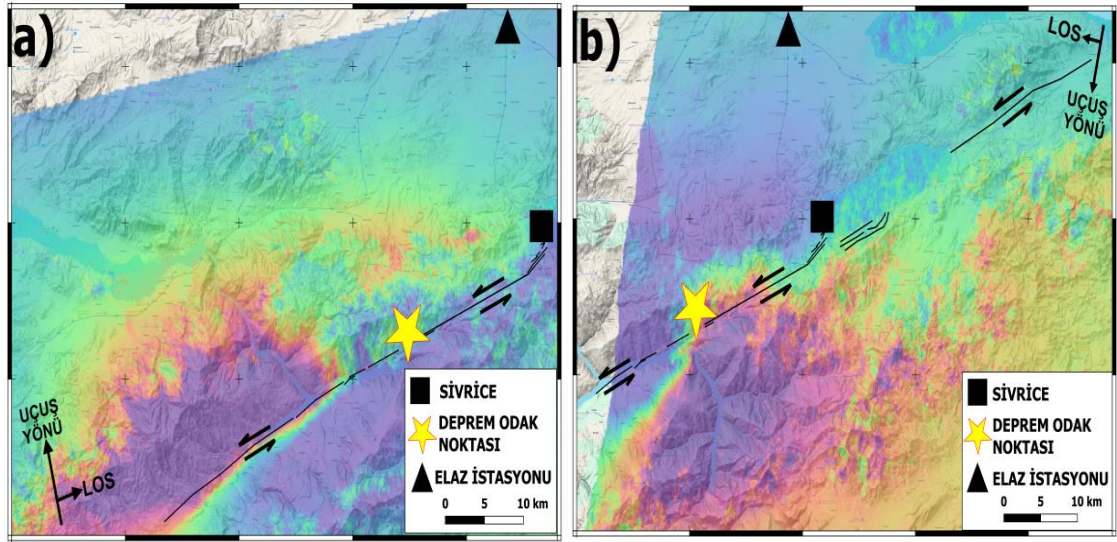 a)
UÇUŞ
YÖNÜ
LOS
SİVRİCE
DEPREM ODAK
NOKTASI
ELAZ İSTASYONU
0 5 10 km
b)
LOS
UÇUŞ
YÖNÜ
SİVRİCE
DEPREM ODAK
NOKTASI
ELAZ İSTASYONU
0 5 10 km